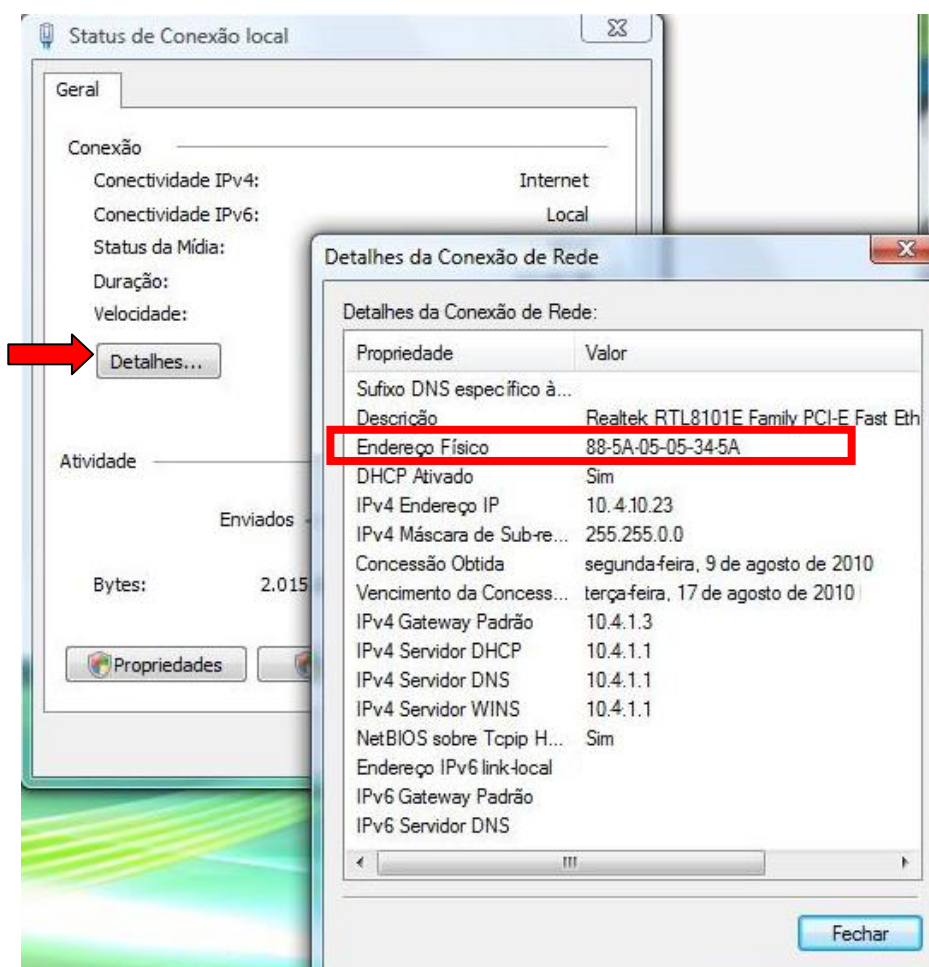 Status de Conexão local
Geral
Conexão
Conectividade IPv4: Internet
Conectividade IPv6: Local
Status da Mídia:
Duração:
Velocidade:
Detalhes...
Atividade
Enviados
Bytes: 2.015
Propriedades
Detalhes da Conexão de Rede
Detalhes da Conexão de Rede:
Propriedade Valor
Sufixo DNS específico à...
Descrição Realtek RTL8101E Family PCI-E Fast Eth
Endereço Físico 88-5A-05-05-34-5A
DHCP Ativado Sim
IPv4 Endereço IP 10.4.10.23
IPv4 Máscara de Sub-re... 255.255.0.0
Concessão Obtida segunda-feira, 9 de agosto de 2010
Vencimento da Concess... terça-feira, 17 de agosto de 2010
IPv4 Gateway Padrão 10.4.1.3
IPv4 Servidor DHCP 10.4.1.1
IPv4 Servidor DNS 10.4.1.1
IPv4 Servidor WINS 10.4.1.1
NetBIOS sobre Tcpip H... Sim
Endereço IPv6 link-local
IPv6 Gateway Padrão
IPv6 Servidor DNS
Fechar